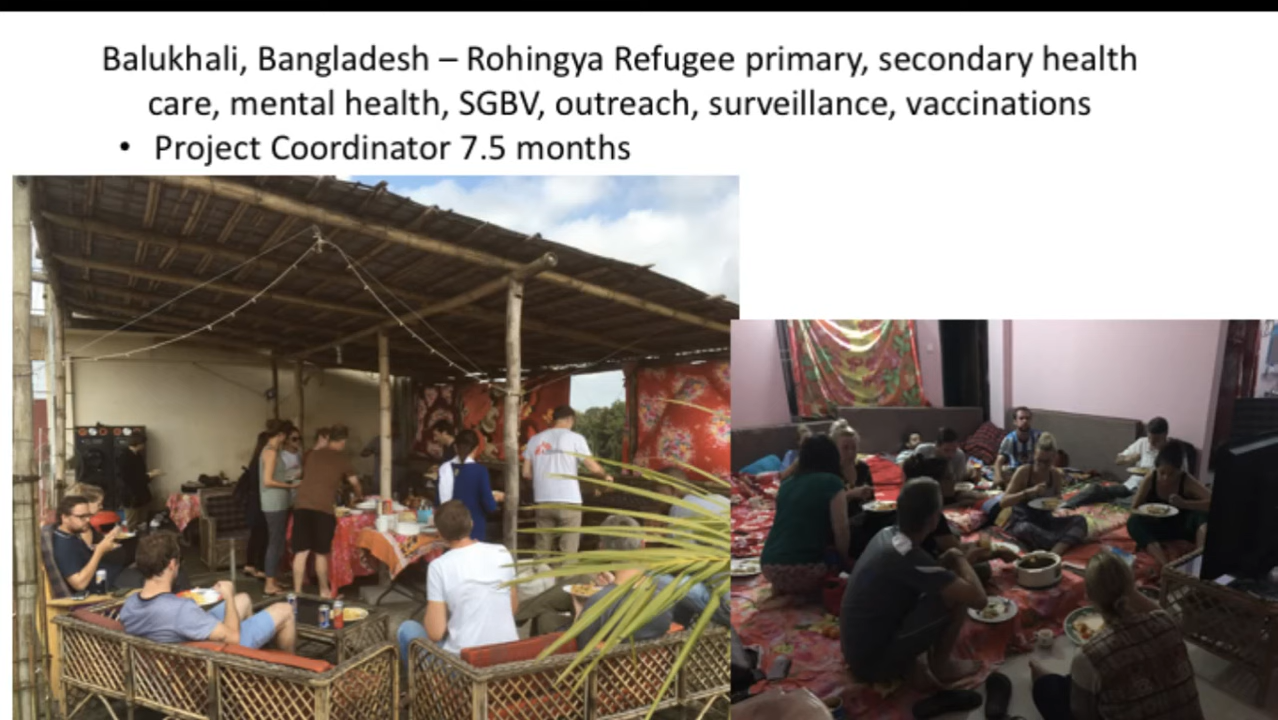 Balukhali, Bangladesh – Rohingya Refugee primary, secondary health
care, mental health, SGBV, outreach, surveillance, vaccinations
• Project Coordinator 7.5 months